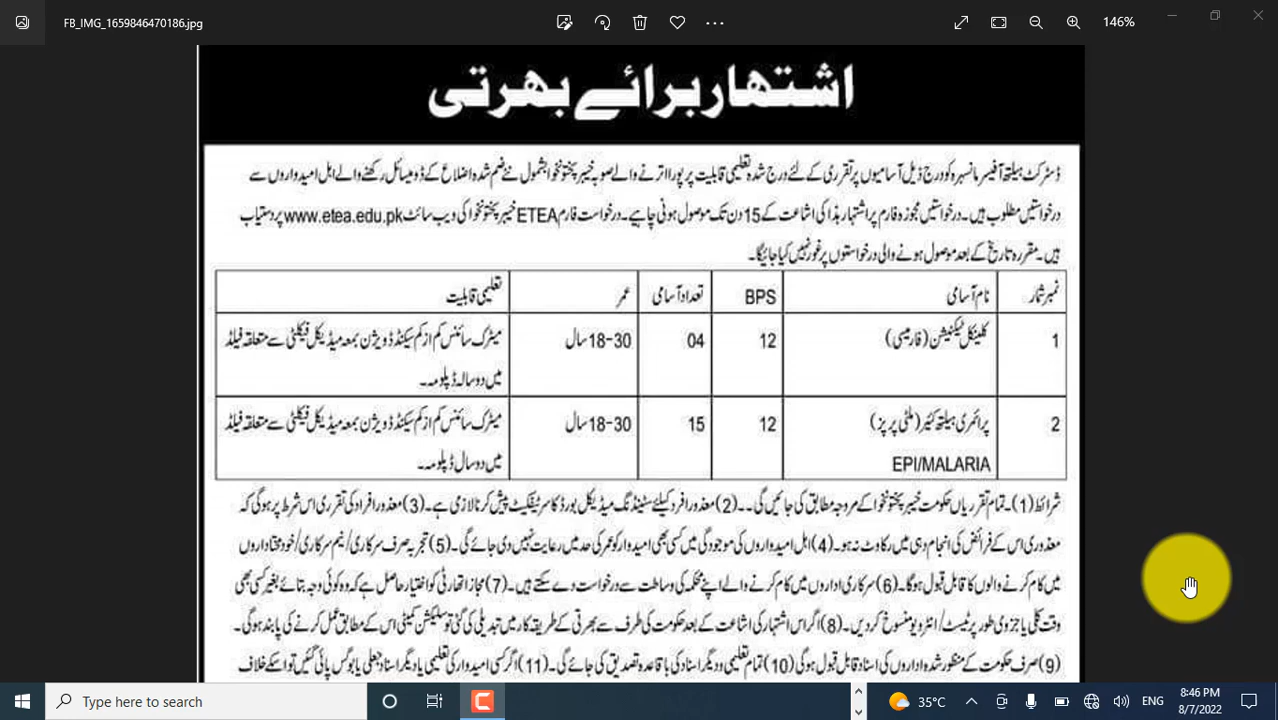 FB_IMG_1659846470186.jpg
146%
اشتہار برائے بھرتی
ڈسٹرکٹ ہیلتھ آفیسر مانسہرہ کو درج ذیل آسامیوں پر تقرری کے لئے درج شدہ تعلیمی قابلیت پر پورا اترنے والے صوبہ خیبر پختونخوا بشمول نئے ضم شدہ اضلاع کے ڈومیسائل رکھنے والے اہل امیدواروں سے
درخواستیں مطلوب ہیں۔ درخواستیں مجوزہ فارم پر اشتہار ہذا کی اشاعت کے 15 دن تک موصول ہونی چاہیے۔ درخواست فارم ETEA خیبر پختونخوا کی ویب سائٹ www.etea.edu.pk پر دستیاب
ہیں۔ مقررہ تاریخ کے بعد موصول ہونے والی درخواستوں پر غور نہیں کیا جائیگا۔
نمبر شمار نام آسامی BPS تعداد آسامی عمر تعلیمی قابلیت
1 کلینکل ٹیکنیشن (فارمیسی) 12 04 18-30 سال میٹرک سائنس کم از کم سیکنڈ ڈویژن بمعہ میڈیکل فیکلٹی سے متعلقہ فیلڈ
میں دو سالہ ڈپلومہ۔
2 پرائمری ہیلتھ کئیر (ملٹی پرپز) 12 15 18-30 سال میٹرک سائنس کم از کم سیکنڈ ڈویژن بمعہ میڈیکل فیکلٹی سے متعلقہ فیلڈ
EPI/MALARIA میں دو سال ڈپلومہ۔
شرائط (1)۔ تمام تقرریاں حکومت خیبر پختونخوا کے مروجہ مطابق کی جائیں گی۔۔ (2) معذور افراد کیلئے سٹینڈنگ میڈیکل بورڈ کا سرٹیفکیٹ پیش کرنا لازمی ہے۔ (3) معذور افراد کی تقرری اس شرط پر ہوگی کہ
معذوری اس کے فرائض کی انجام دہی میں رکاوٹ نہ ہو۔ (4) اہل امیدواروں کی موجودگی میں کسی بھی امیدوار کو عمر کی حد میں رعایت نہیں دی جائے گی۔ (5) تجربہ صرف سرکاری/نیم سرکاری/خود مختاداروں
میں کام کرنے والوں کا قابل قبول ہوگا۔ (6) سرکاری اداروں میں کام کرنے والے اپنے محکمہ کی وساطت سے درخواست دے سکتے ہیں۔ (7) مجاز اتھارٹی کو اختیار حاصل ہے کہ وہ کوئی وجہ بتائے بغیر کسی بھی
وقت کلی یا جزوی طور پر ٹیسٹ/انٹرویو منسوخ کر دیں۔ (8) اگر اس اشتہار کی اشاعت کے بعد حکومت کی طرف سے بھرتی کے طریقہ کار میں تبدیلی کی گئی تو سلیکشن کمیٹی اس کے مطابق عمل کرنے کی پابند ہوگی۔
(9) صرف حکومت کے منظور شدہ اداروں کی اسناد قابل قبول ہوگی (10) تمام تعلیمی و دیگر اسناد کی باقاعدہ تصدیق کی جائے گی۔ (11) اگر کسی امیدوار کی تعلیمی یا دیگر اسناد جعلی یا بوگس پائی گئیں تو اسکے خلاف
Type here to search
35°C
ENG
8:46 PM
8/7/2022